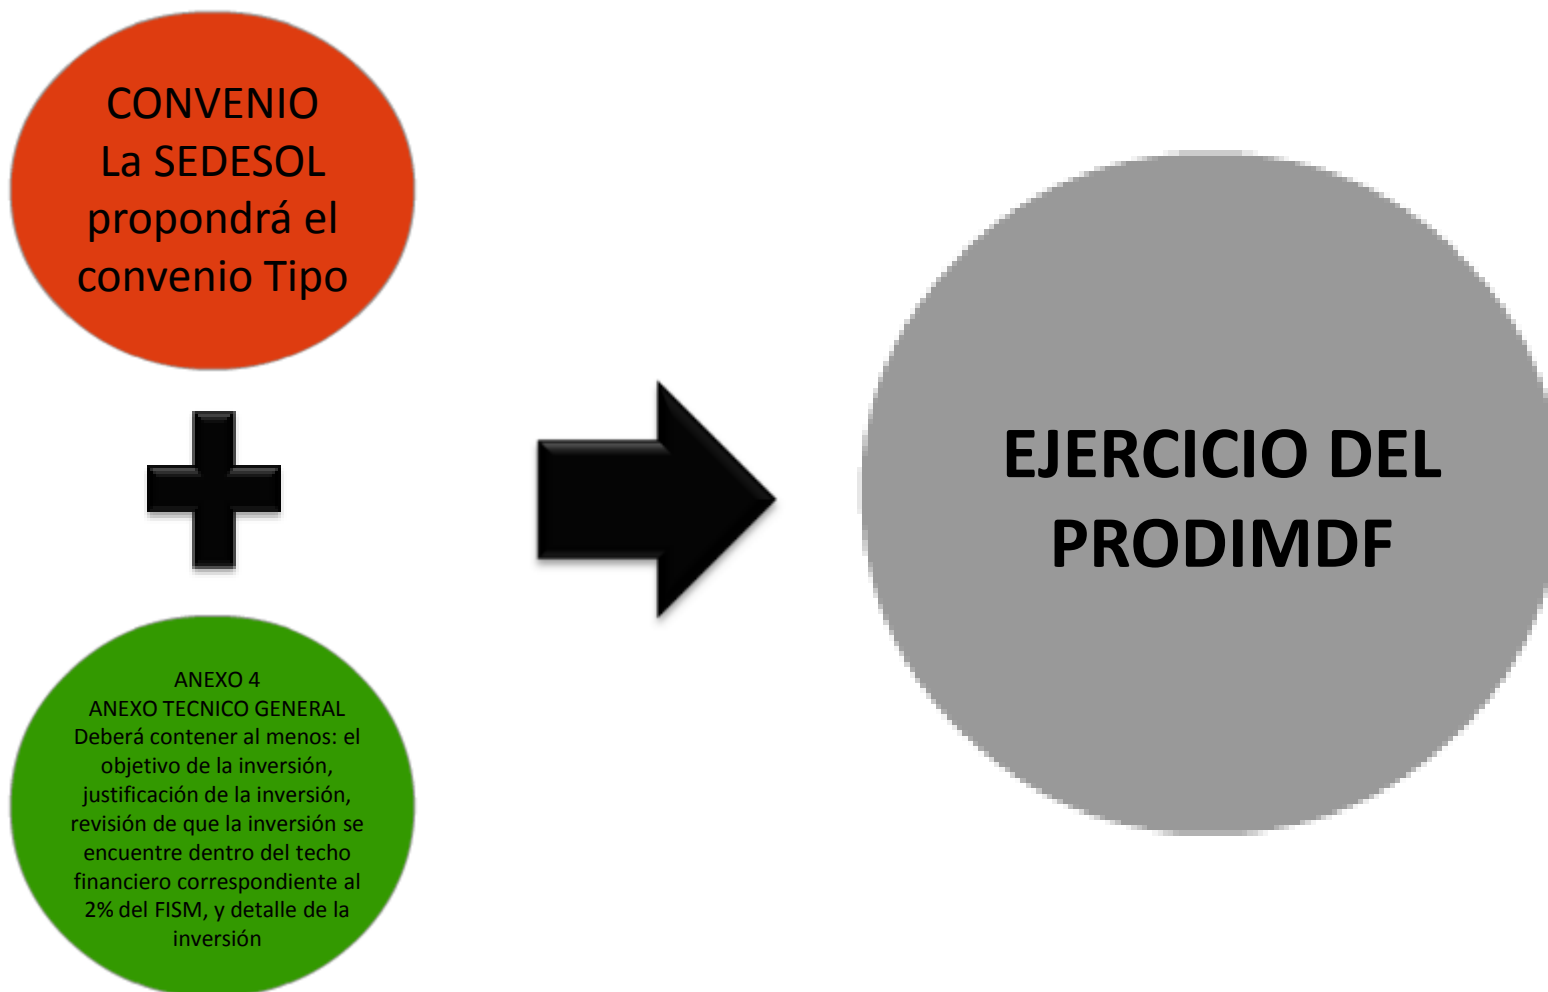 CONVENIO
La SEDESOL
propondrá el
convenio Tipo
ANEXO 4
ANEXO TECNICO GENERAL
Deberá contener al menos: el
objetivo de la inversión,
justificación de la inversión,
revisión de que la inversión se
encuentre dentro del techo
financiero correspondiente al
2% del FISM, y detalle de la
inversión
EJERCICIO DEL
PRODIMDF